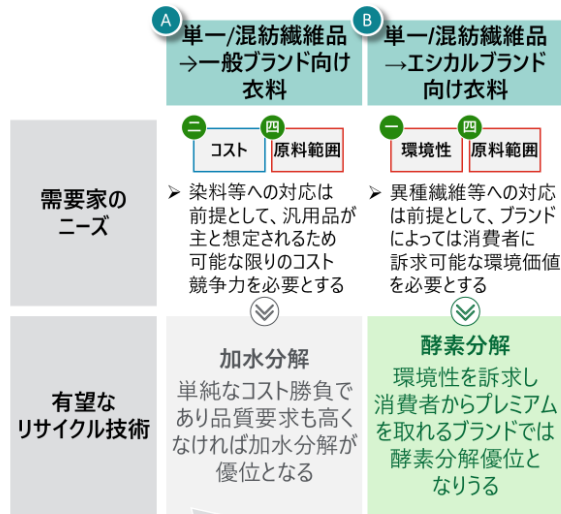 A
単一/混紡繊維品
→一般ブランド向け
衣料
B
単一/混紡繊維品
→エシカルブランド
向け衣料
需要家の
ニーズ
二
コスト
四
原料範囲
➢ 染料等への対応は
前提として、汎用品が
主と想定されるため
可能な限りのコスト
競争力を必要とする
一
環境性
四
原料範囲
➢ 異種繊維等への対応
は前提として、ブランド
によっては消費者に
訴求可能な環境価値
を必要とする
有望な
リサイクル技術
加水分解
単純なコスト勝負で
あり品質要求も高く
なければ加水分解が
優位となる
酵素分解
環境性を訴求し
消費者からプレミアム
を取れるブランドでは
酵素分解優位と
なりうる